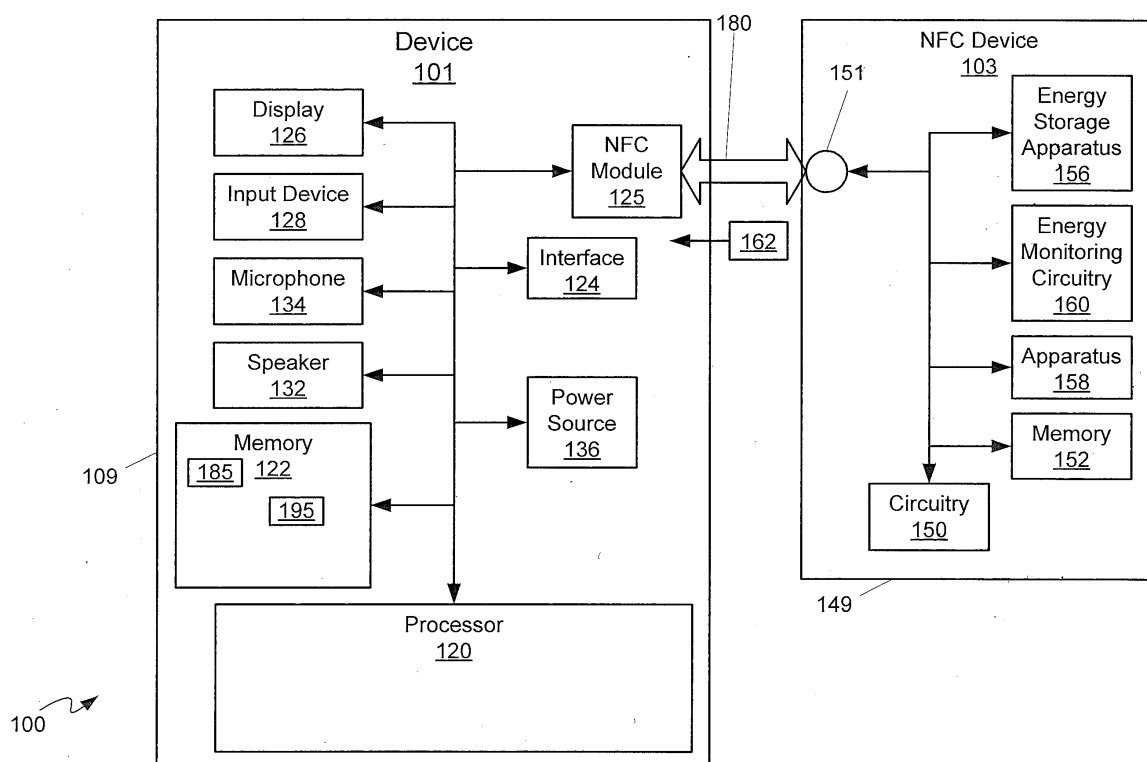 180
Device
101
NFC Device
103
151
Display
126
NFC
Module
125
Energy
Storage
Apparatus
156
Input Device
128
162
Energy
Monitoring
Circuitry
160
Interface
124
Microphone
134
Speaker
132
Apparatus
158
Power
Source
136
Memory
152
Memory
185
122
195
109
Circuitry
150
149
Processor
120
100